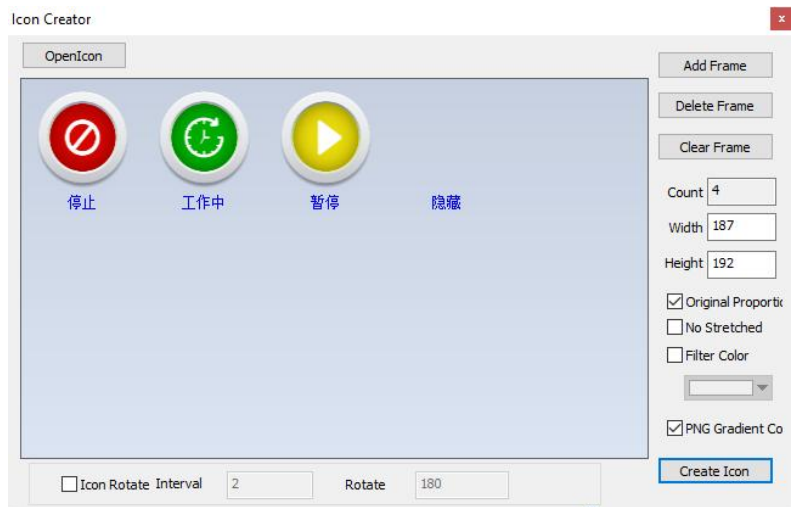 Icon Creator
x
OpenIcon
Add Frame
Delete Frame
Clear Frame
停止
工作中
暂停
隐藏
Count 4
Width 187
Height 192
Original Proportic
No Stretched
Filter Color
PNG Gradient Co
Create Icon
Icon Rotate Interval 2 Rotate 180